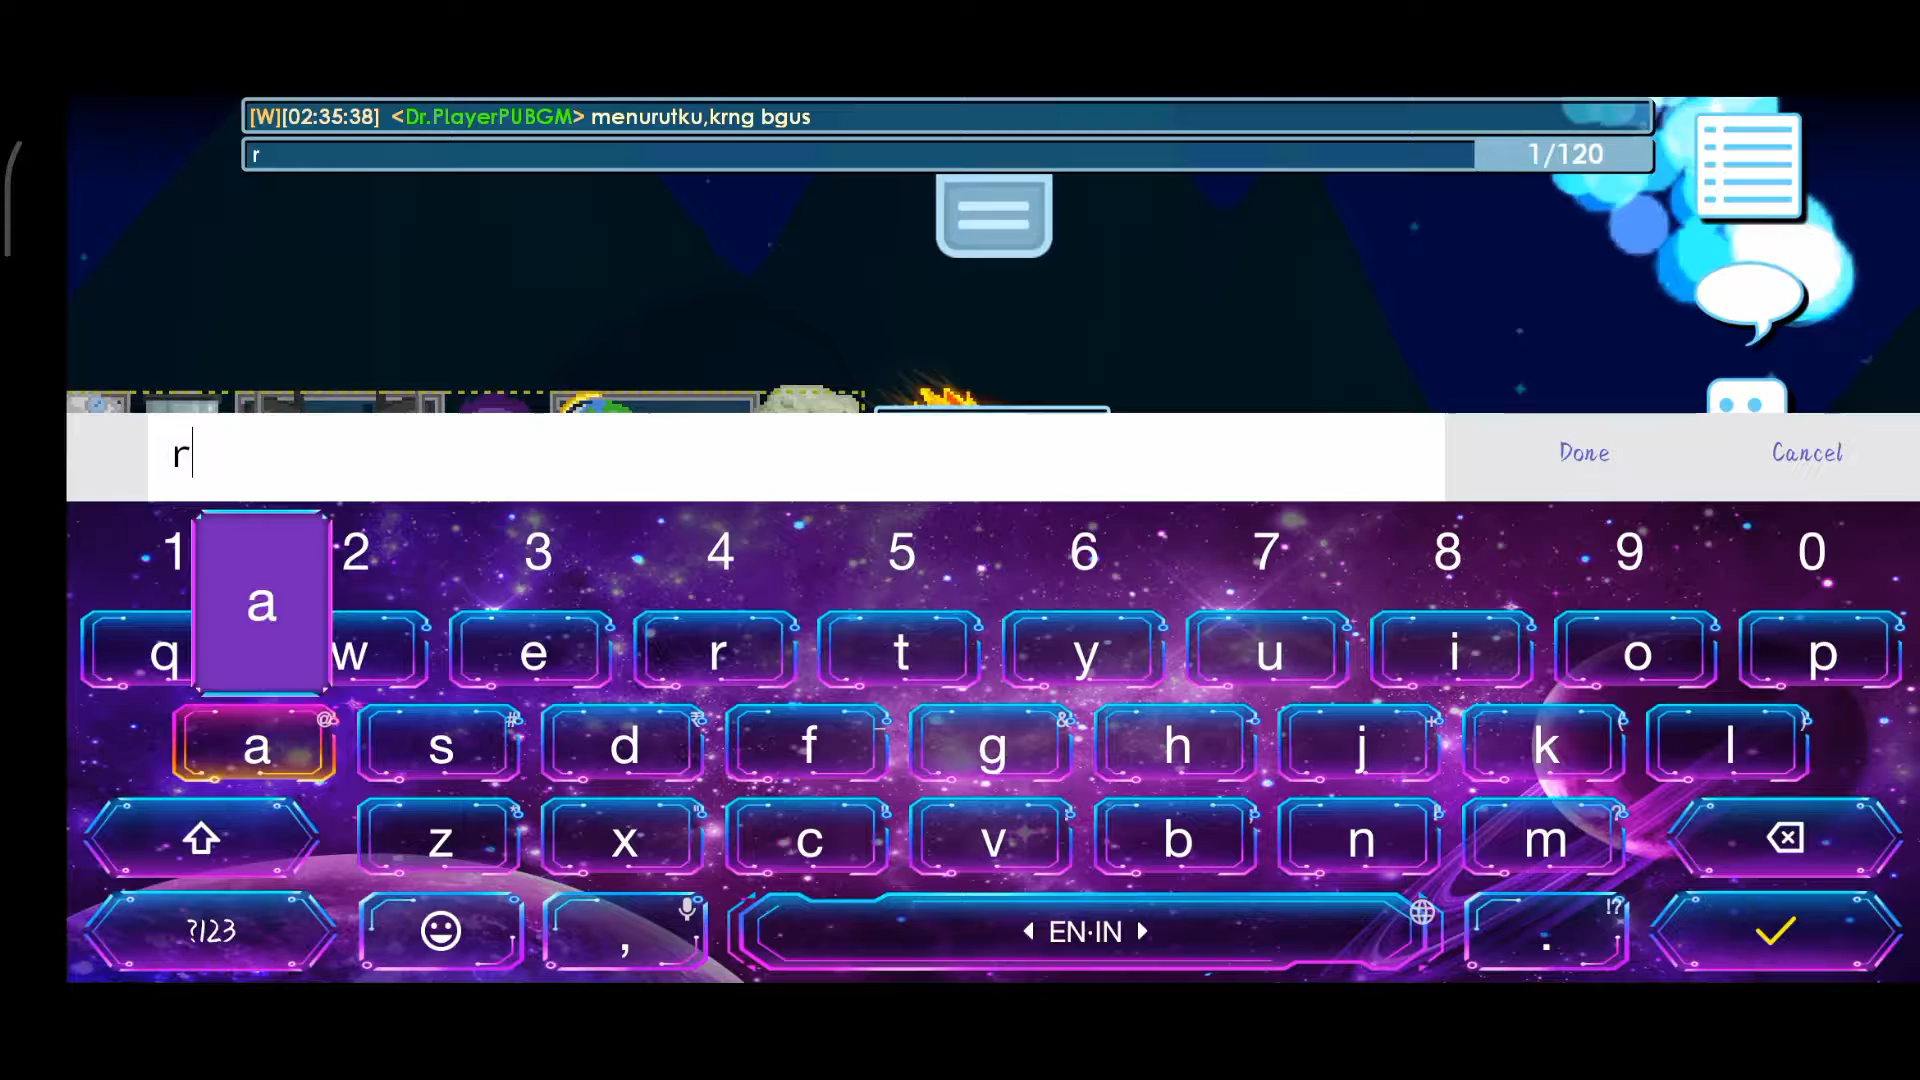 [W][02:35:38] <Dr.PlayerPUBGM> menurutku,krng bgus
r 1/120
r Done Cancel
1 2 3 4 5 6 7 8 9 0
a
q w e r t y u i o p
@ # ₹ _ & - + ( )
a s d f g h j k l
* " ' : ; ! ?
z x c v b n m
!?
?123 , EN·IN .